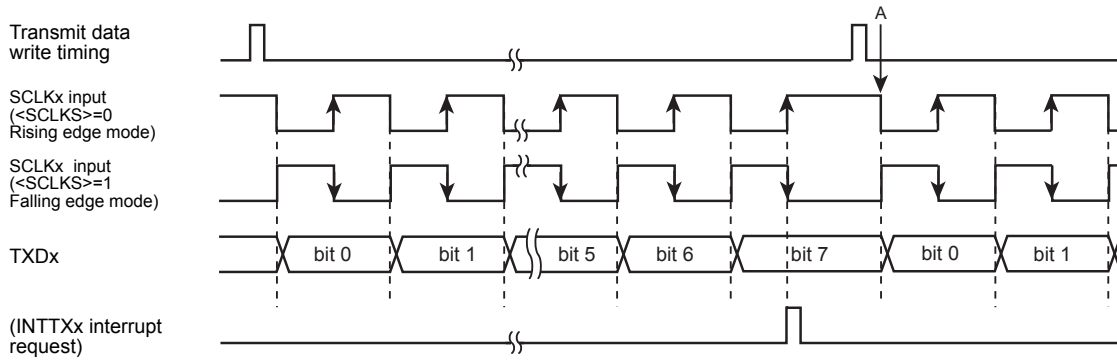 Transmit data
write timing
A
SCLKx input
(<SCLKS>=0
Rising edge mode)
SCLKx input
(<SCLKS>=1
Falling edge mode)
TXDx
bit 0
bit 1
bit 5
bit 6
bit 7
bit 0
bit 1
(INTTXx interrupt
request)